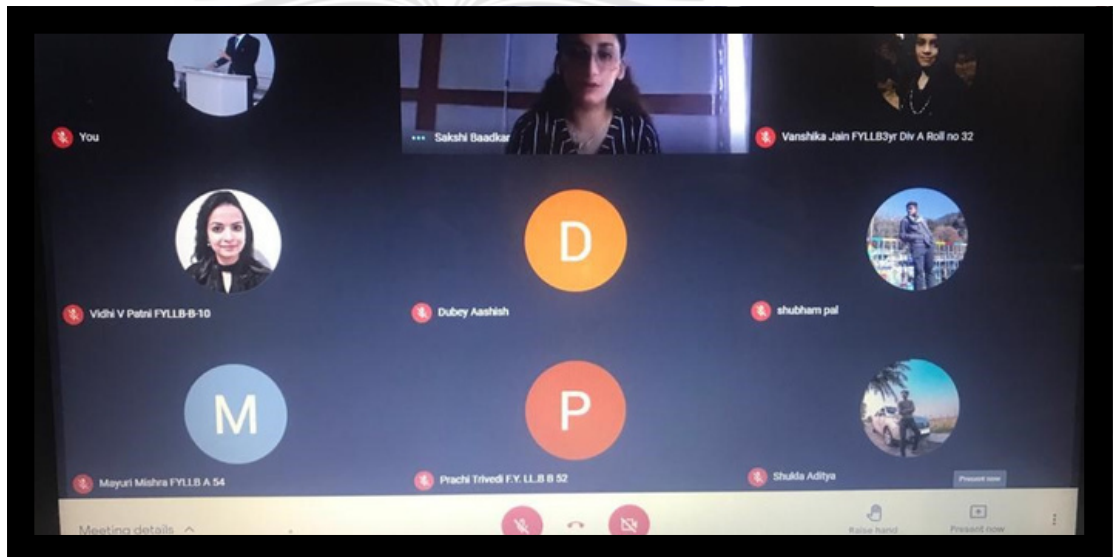 You
Sakshi Baadkar
Vanshika Jain FYLLB3yr Div A Roll no 32
Vidhi V Patni FYLLB-B-10
D
Dubey Aashish
shubham pal
M
Mayuri Mishra FYLLB A 54
P
Prachi Trivedi F.Y. LL.B B 52
Shukla Aditya
Present now
Meeting details
Raise hand
Present now